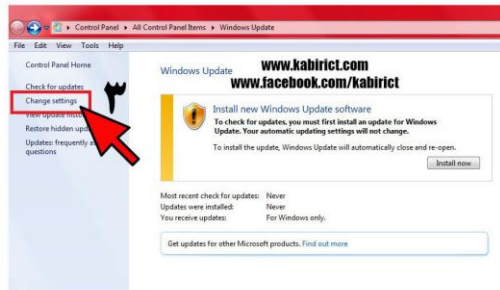 Control Panel ▸ All Control Panel Items ▸ Windows Update
File Edit View Tools Help
Control Panel Home
Check for updates
Change settings
View update
Restore hidden
Updates: frequently
questions
۳
www.kabirict.com
Windows Update
www.facebook.com/kabirict
Install new Windows Update software
To check for updates, you must first install an update for Windows
Update. Your automatic updating settings will not change.
To install the update, Windows Update will automatically close and re-open.
Install now
Most recent check for updates: Never
Updates were installed: Never
You receive updates: For Windows only.
Get updates for other Microsoft products. Find out more